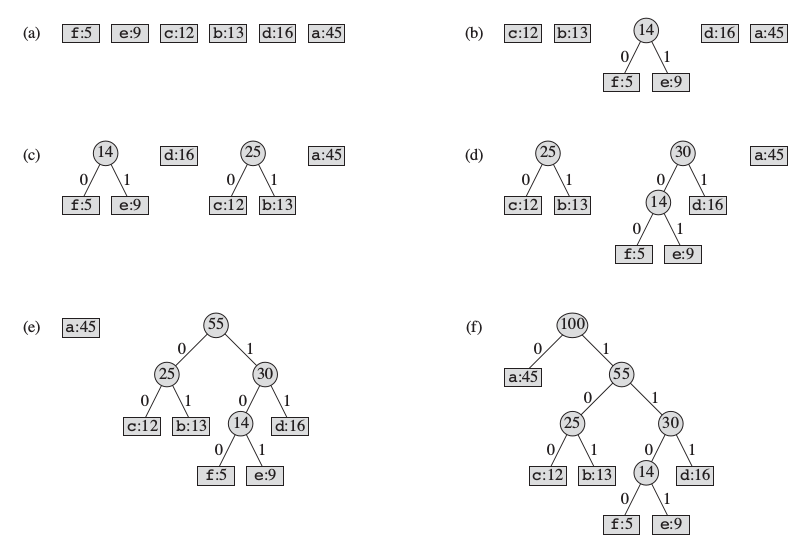 (a) f:5 e:9 c:12 b:13 d:16 a:45
(b) c:12 b:13 14 d:16 a:45
0 1
f:5 e:9
(c) 14 d:16 25 a:45
0 1 0 1
f:5 e:9 c:12 b:13
(d) 25 30 a:45
0 1 0 1
c:12 b:13 14 d:16
0 1
f:5 e:9
(e) a:45 55
0 1
25 30
0 1 0 1
c:12 b:13 14 d:16
0 1
f:5 e:9
(f) 100
0 1
a:45 55
0 1
25 30
0 1 0 1
c:12 b:13 14 d:16
0 1
f:5 e:9